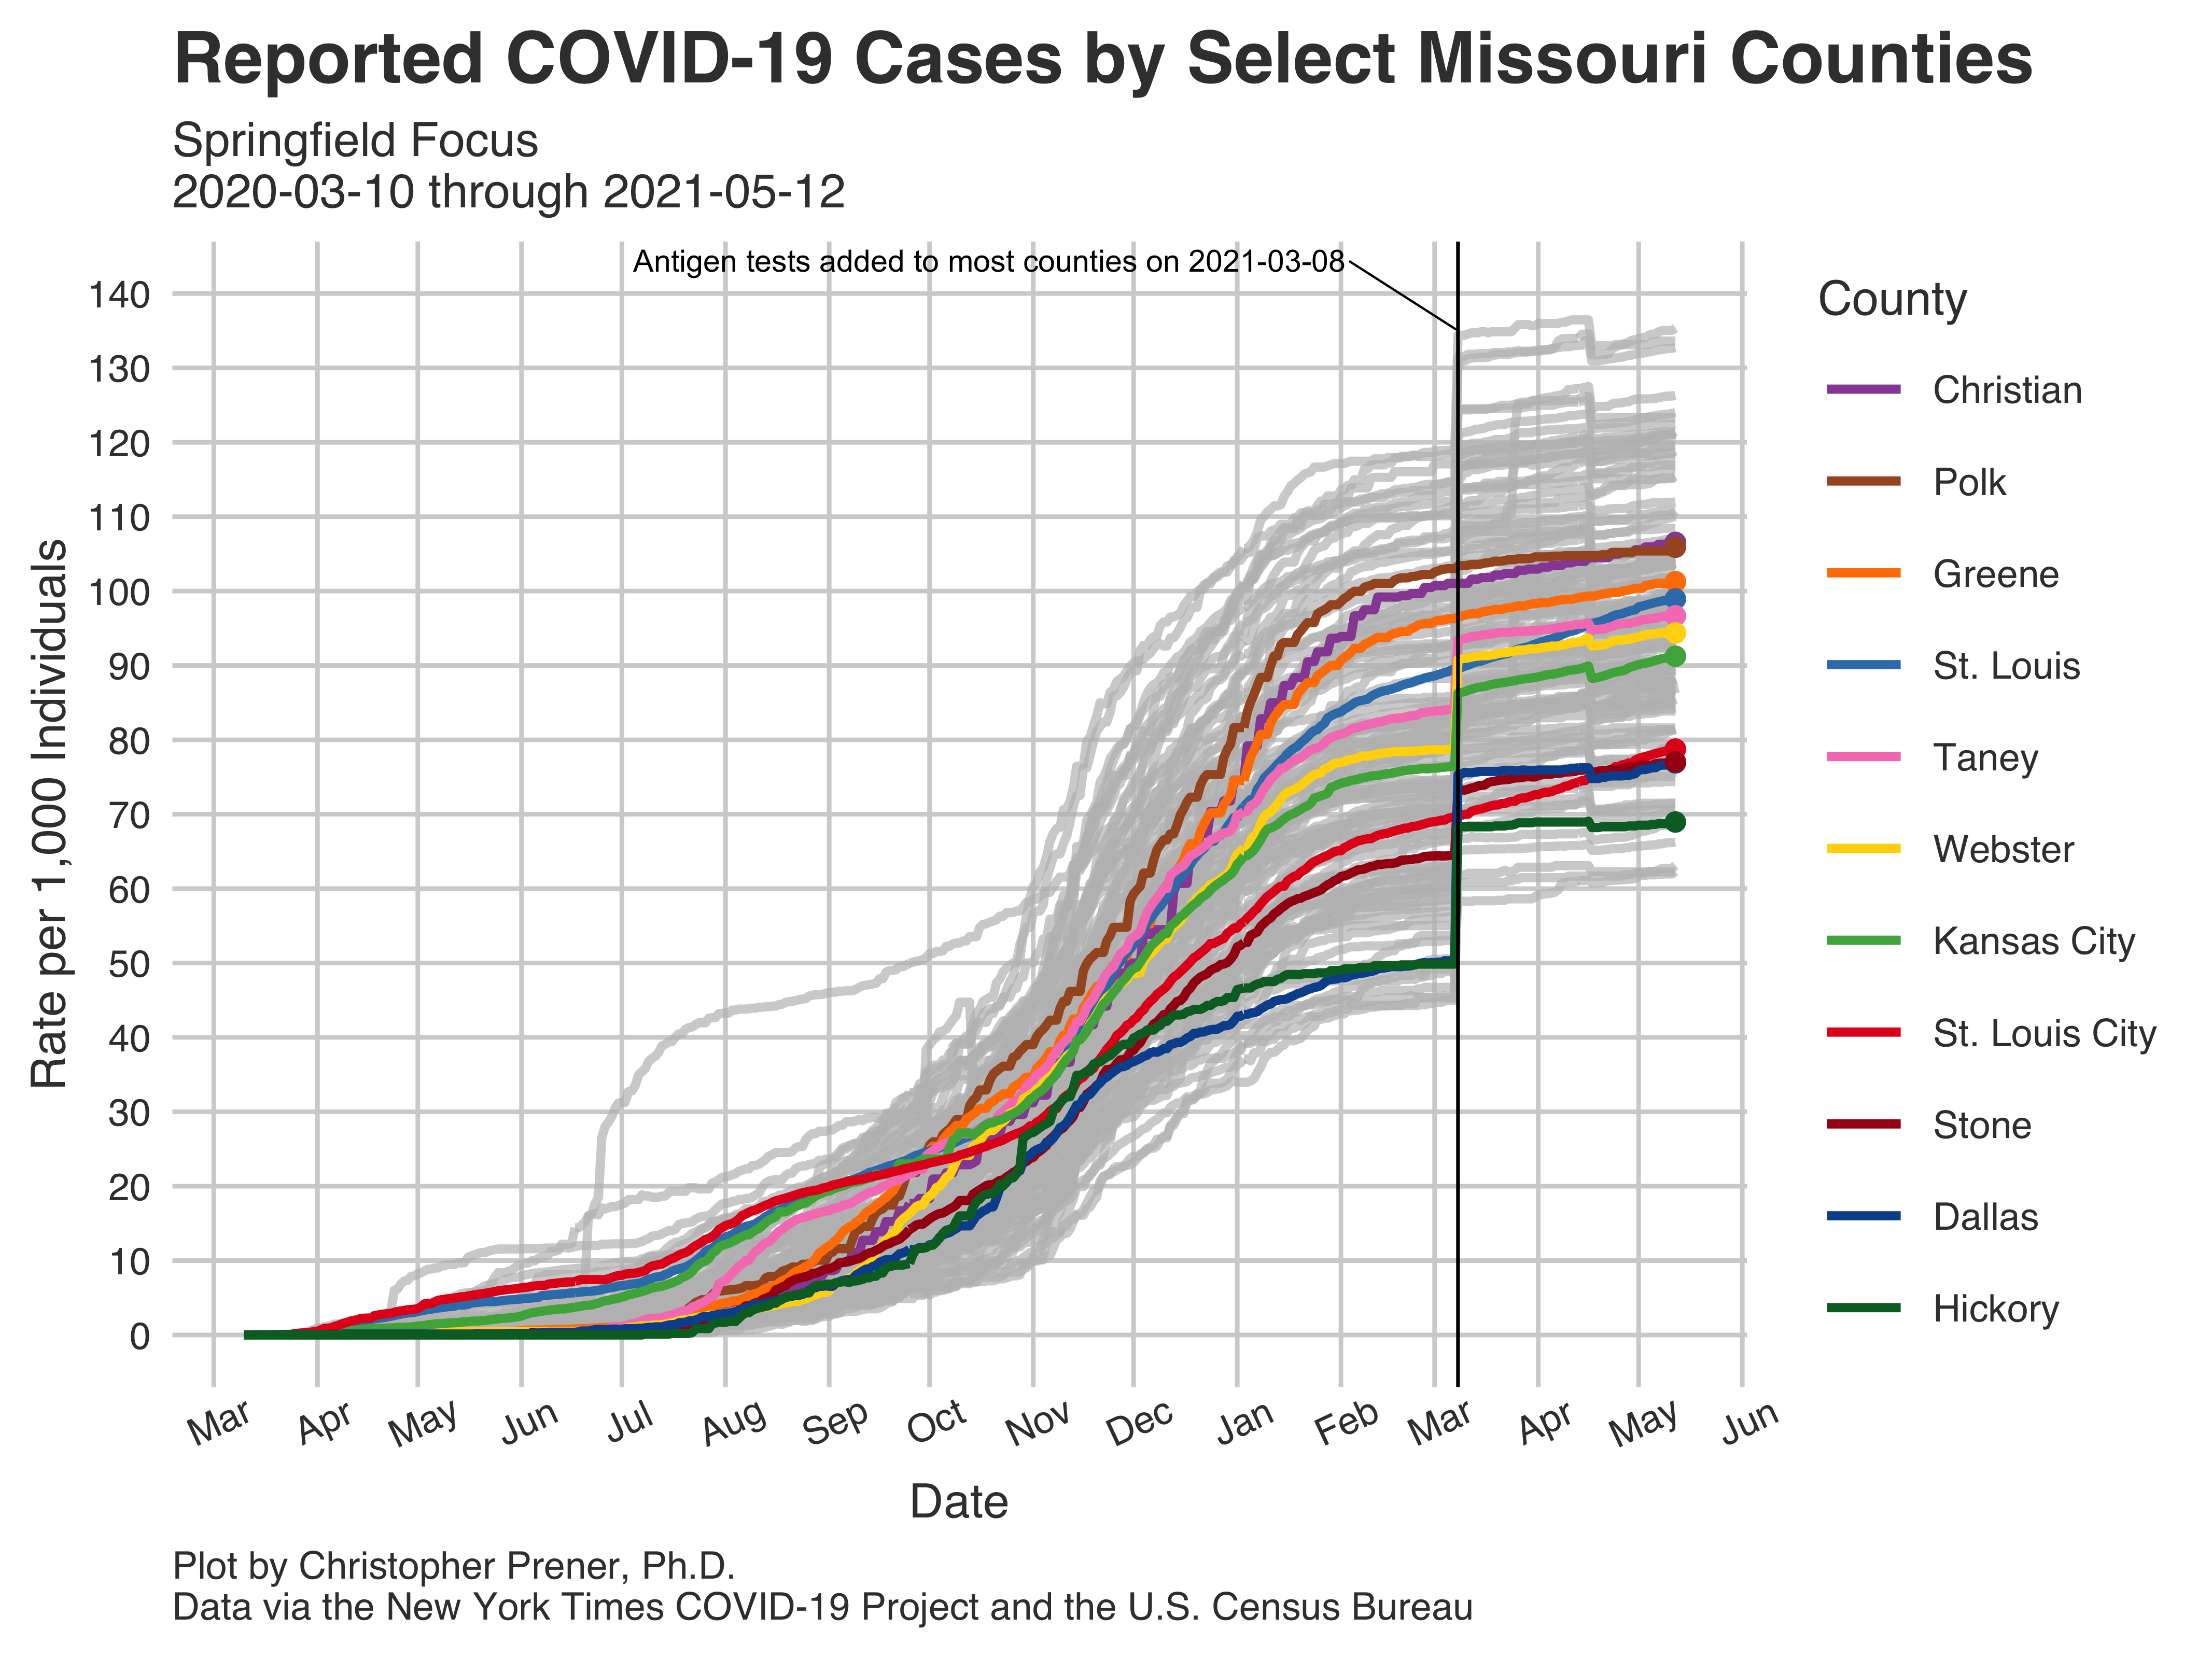 Reported COVID-19 Cases by Select Missouri Counties
Springfield Focus
2020-03-10 through 2021-05-12
Antigen tests added to most counties on 2021-03-08
Rate per 1,000 Individuals
140
130
120
110
100
90
80
70
60
50
40
30
20
10
0
Mar
Apr
May
Jun
Jul
Aug
Sep
Oct
Nov
Dec
Jan
Feb
Mar
Apr
May
Jun
Date
County
Christian
Polk
Greene
St. Louis
Taney
Webster
Kansas City
St. Louis City
Stone
Dallas
Hickory
Plot by Christopher Prener, Ph.D.
Data via the New York Times COVID-19 Project and the U.S. Census Bureau